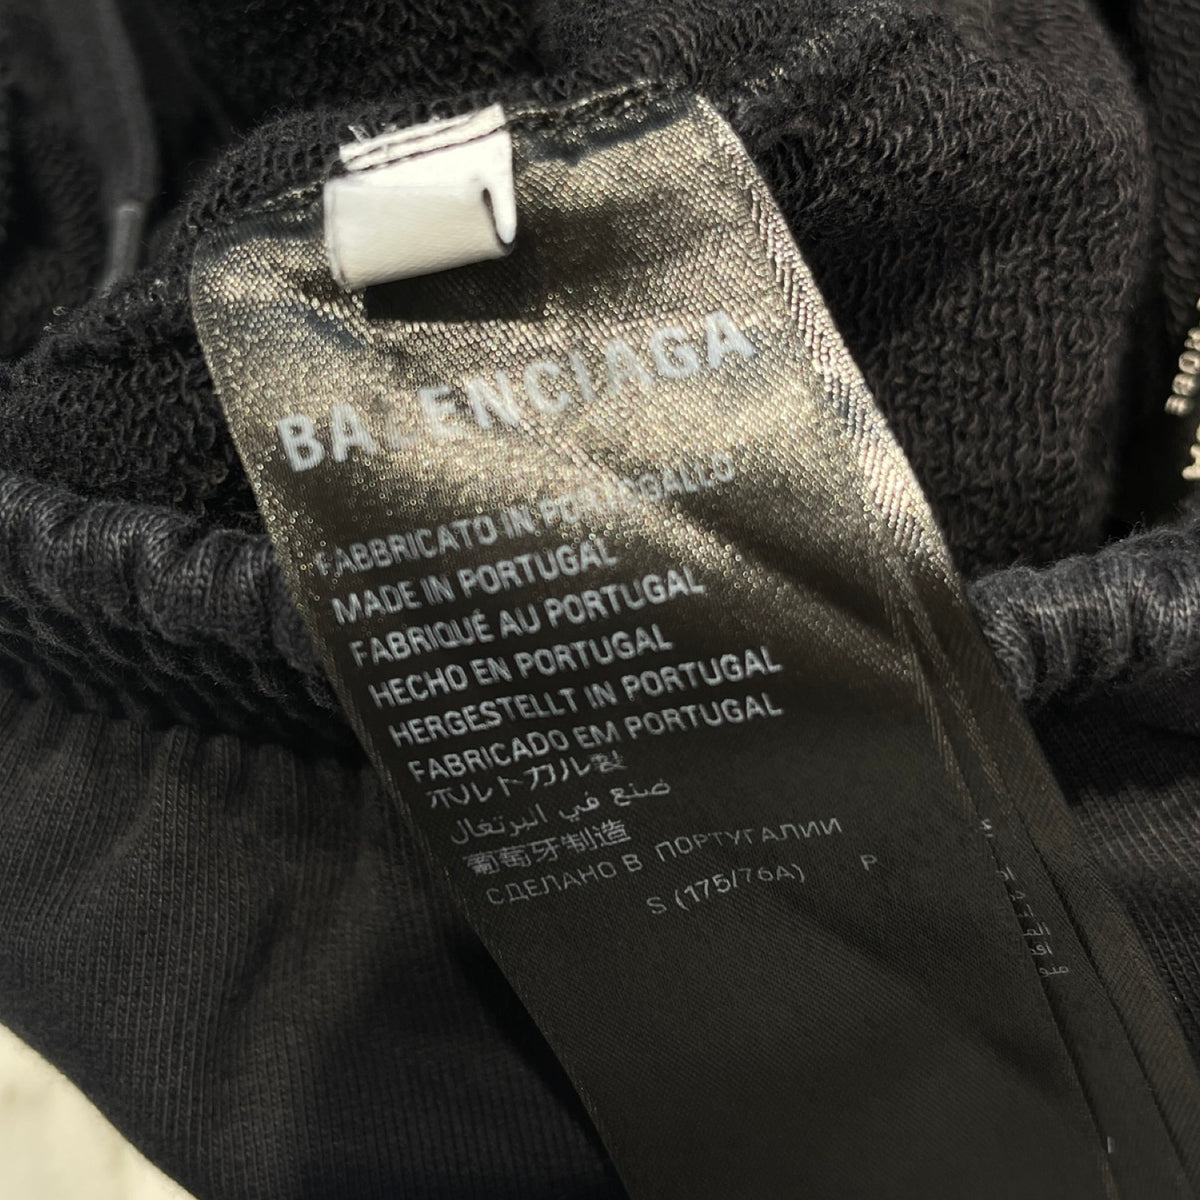 BALENCIAGA
FABBRICATO IN PORTOGALLO
MADE IN PORTUGAL
FABRIQUÉ AU PORTUGAL
HECHO EN PORTUGAL
HERGESTELLT IN PORTUGAL
FABRICADO EM PORTUGAL
ポルトガル製
صنع في البرتغال
葡萄牙制造
СДЕЛАНО В ПОРТУГАЛИИ
S (175/76A) P